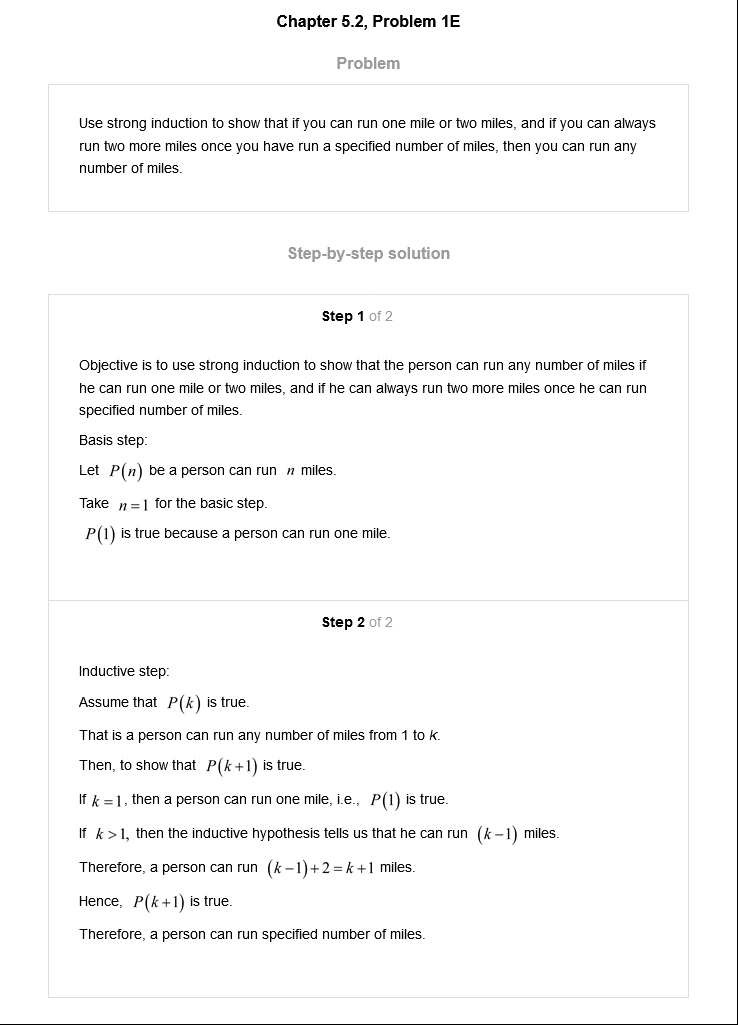 Chapter 5.2, Problem 1E
Problem
Use strong induction to show that if you can run one mile or two miles, and if you can always
run two more miles once you have run a specified number of miles, then you can run any
number of miles.
Step-by-step solution
Step 1 of 2
Objective is to use strong induction to show that the person can run any number of miles if
he can run one mile or two miles, and if he can always run two more miles once he can run
specified number of miles.
Basis step:
Let P(n) be a person can run n miles.
Take n = 1 for the basic step.
P(1) is true because a person can run one mile.
Step 2 of 2
Inductive step:
Assume that P(k) is true.
That is a person can run any number of miles from 1 to k.
Then, to show that P(k+1) is true.
If k = 1, then a person can run one mile, i.e., P(1) is true.
If k > 1, then the inductive hypothesis tells us that he can run (k−1) miles.
Therefore, a person can run (k−1)+2 = k+1 miles.
Hence, P(k+1) is true.
Therefore, a person can run specified number of miles.